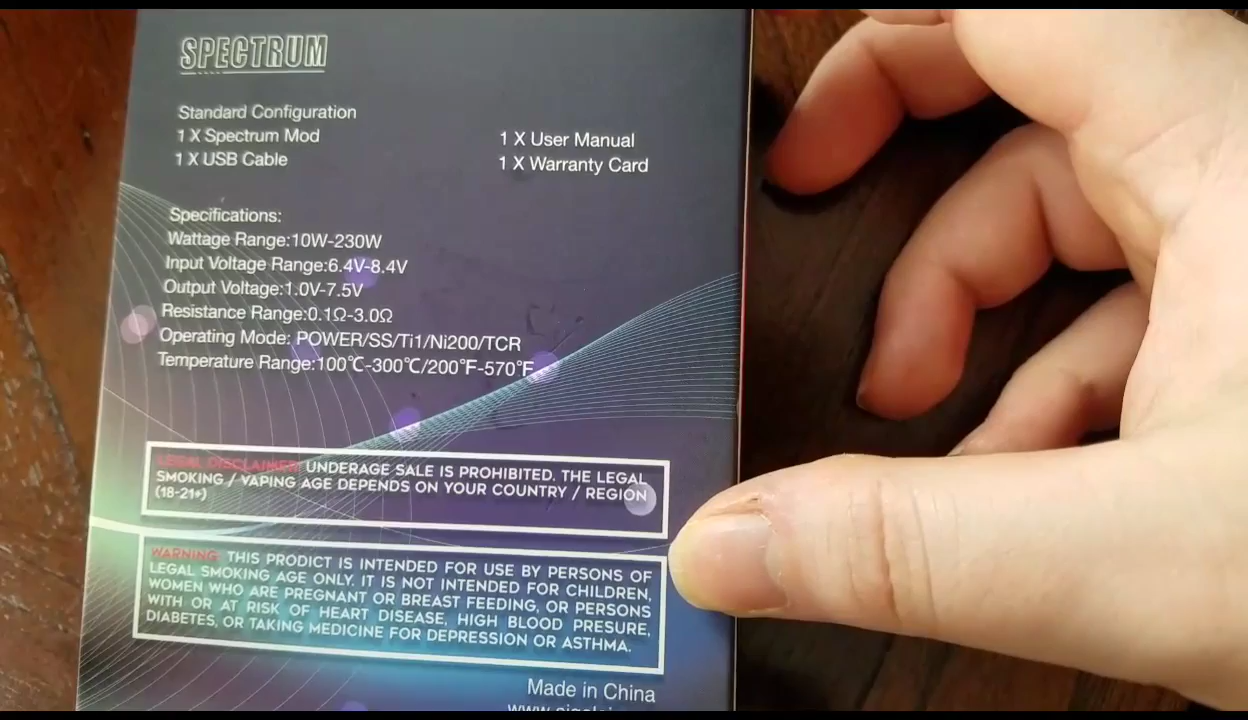 SPECTRUM
Standard Configuration
1 X Spectrum Mod
1 X USB Cable
1 X User Manual
1 X Warranty Card
Specifications:
Wattage Range:10W-230W
Input Voltage Range:6.4V-8.4V
Output Voltage:1.0V-7.5V
Resistance Range:0.1Ω-3.0Ω
Operating Mode: POWER/SS/Ti1/Ni200/TCR
Temperature Range:100℃-300℃/200℉-570℉
LEGAL DISCLAIMER: UNDERAGE SALE IS PROHIBITED. THE LEGAL
SMOKING / VAPING AGE DEPENDS ON YOUR COUNTRY / REGION
(18-21+)
WARNING: THIS PRODICT IS INTENDED FOR USE BY PERSONS OF
LEGAL SMOKING AGE ONLY. IT IS NOT INTENDED FOR CHILDREN,
WOMEN WHO ARE PREGNANT OR BREAST FEEDING, OR PERSONS
WITH OR AT RISK OF HEART DISEASE, HIGH BLOOD PRESURE,
DIABETES, OR TAKING MEDICINE FOR DEPRESSION OR ASTHMA.
Made in China